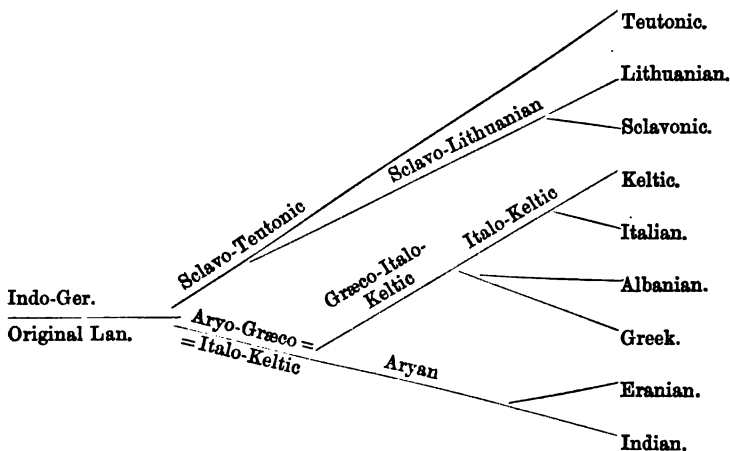 Teutonic.
Lithuanian.
Sclavo-Lithuanian
Sclavonic.
Sclavo-Teutonic
Keltic.
Italo-Keltic
Italian.
Græco-Italo-
Keltic
Albanian.
Indo-Ger.
Original Lan.
Aryo-Græco =
= Italo-Keltic
Greek.
Aryan
Eranian.
Indian.